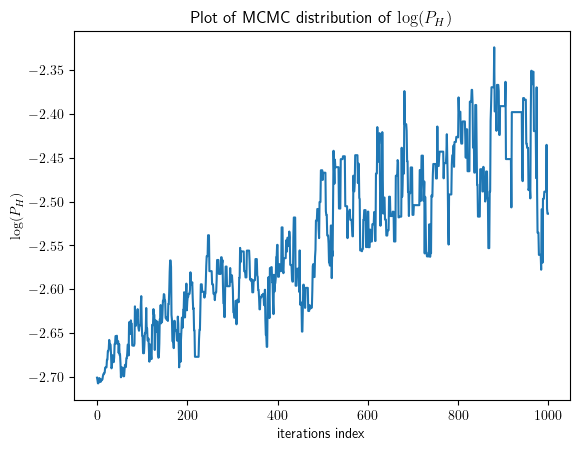 Plot of MCMC distribution of log(P_H)
log(P_H)
−2.35
−2.40
−2.45
−2.50
−2.55
−2.60
−2.65
−2.70
0 200 400 600 800 1000
iterations index